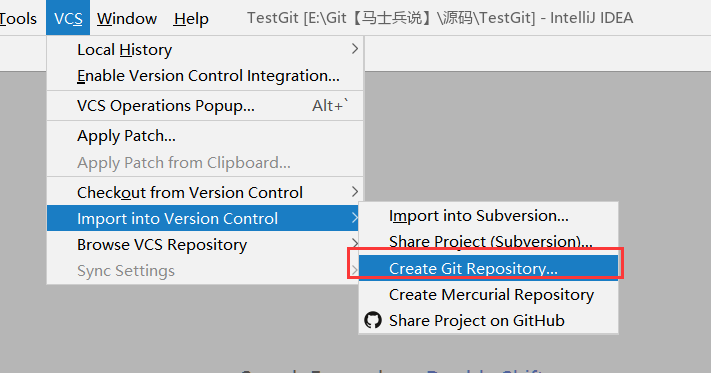 Tools VCS Window Help TestGit [E:\Git【马士兵说】\源码\TestGit] - IntelliJ IDEA
Local History
Enable Version Control Integration...
VCS Operations Popup... Alt+`
Apply Patch...
Apply Patch from Clipboard...
Checkout from Version Control
Import into Version Control
Browse VCS Repository
Sync Settings
Import into Subversion...
Share Project (Subversion)...
Create Git Repository...
Create Mercurial Repository
Share Project on GitHub